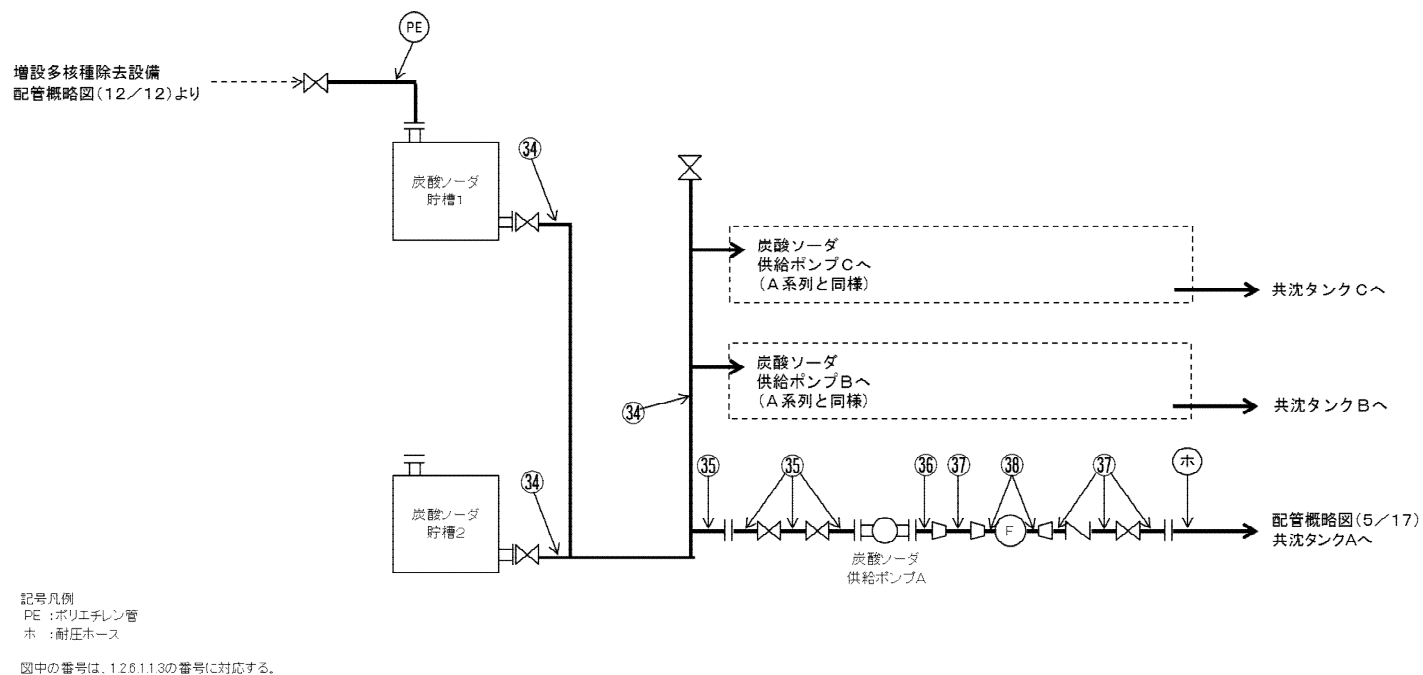 PE
増設多核種除去設備
配管概略図(12/12)より
炭酸ソーダ
貯槽1
㉞
炭酸ソーダ
供給ポンプCへ
(A系列と同様)
共沈タンクCへ
炭酸ソーダ
供給ポンプBへ
(A系列と同様)
共沈タンクBへ
㉞
炭酸ソーダ
貯槽2
㉞
㉟
㉟
㊱
㊲
㊳
㊲
ホ
F
炭酸ソーダ
供給ポンプA
配管概略図(5/17)
共沈タンクAへ
記号凡例
PE :ポリエチレン管
ホ :耐圧ホース
図中の番号は、1.2.6.1.1.3の番号に対応する。